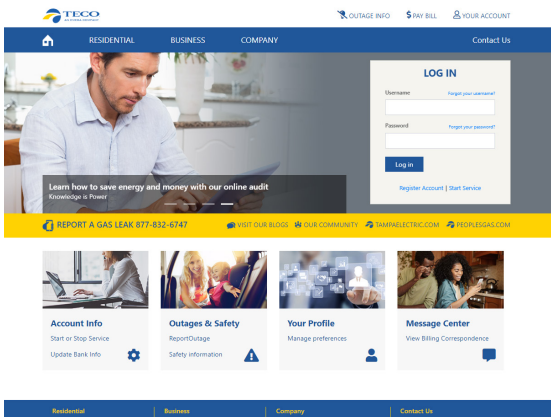 TECO
AN EMERA COMPANY
OUTAGE INFO
$ PAY BILL
YOUR ACCOUNT
RESIDENTIAL
BUSINESS
COMPANY
Contact Us
LOG IN
Username
Forgot your username?
Password
Forgot your password?
Log in
Register Account | Start Service
Learn how to save energy and money with our online audit
Knowledge is Power
REPORT A GAS LEAK 877-832-6747
VISIT OUR BLOGS
OUR COMMUNITY
TAMPAELECTRIC.COM
PEOPLESGAS.COM
Account Info
Start or Stop Service
Update Bank Info
Outages & Safety
ReportOutage
Safety information
Your Profile
Manage preferences
Message Center
View Billing Correspondence
Residential
Business
Company
Contact Us